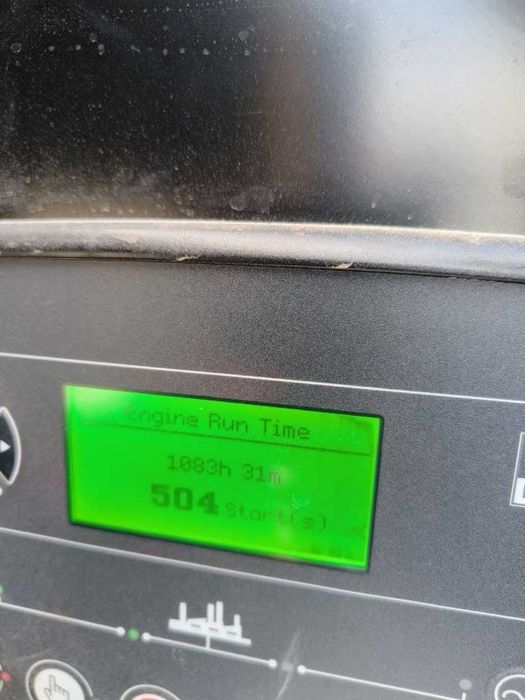 Engine Run Time
1083h 31m
504 Start(s)